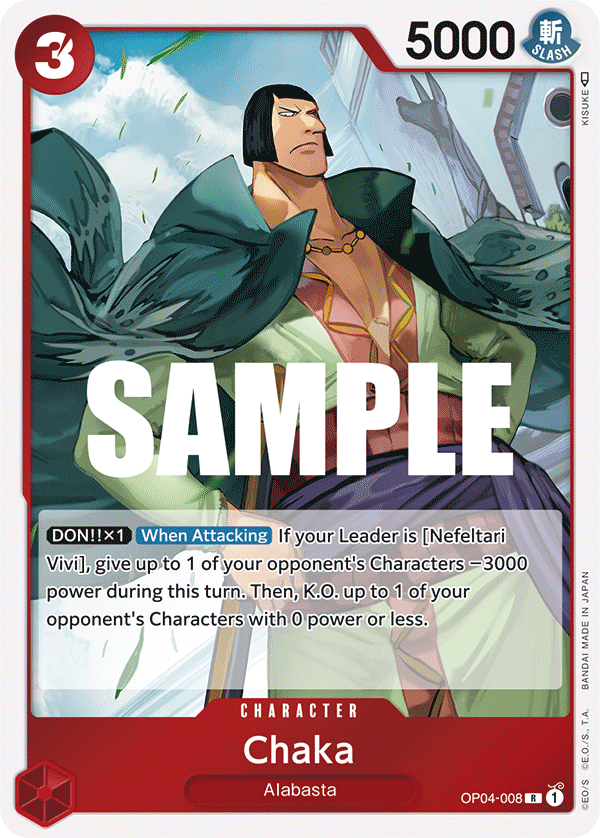 3
5000
斬
SLASH
KISUKE
SAMPLE
DON!!×1 When Attacking If your Leader is [Nefeltari
Vivi], give up to 1 of your opponent's Characters −3000
power during this turn. Then, K.O. up to 1 of your
opponent's Characters with 0 power or less.
CHARACTER
Chaka
Alabasta
OP04-008 R 1
©EO/S ©E.O./S., T.A. BANDAI MADE IN JAPAN